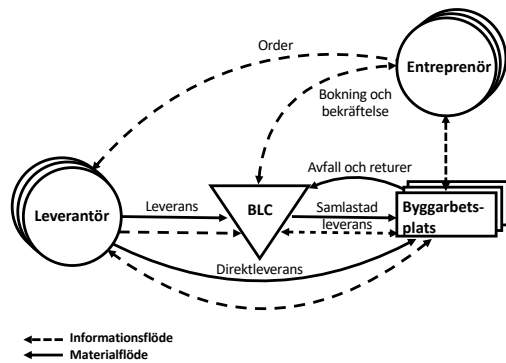 Order
Entreprenör
Bokning och
bekräftelse
Avfall och returer
Leverantör
Leverans
BLC
Samlastad
leverans
Byggarbets-
plats
Direktleverans
Informationsflöde
Materialflöde